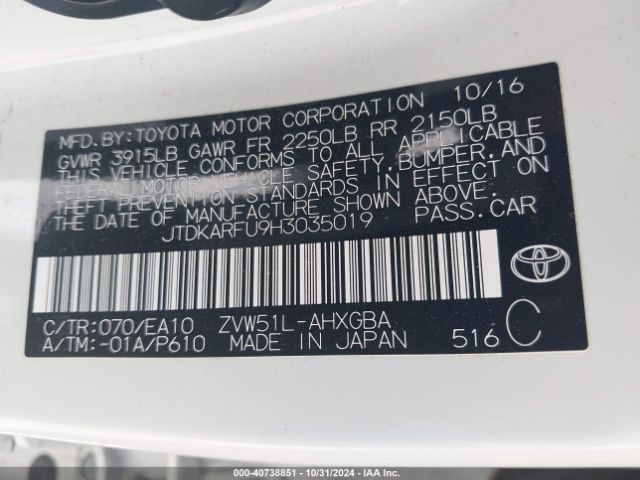 MFD.BY:TOYOTA MOTOR CORPORATION 10/16
GVWR 3915LB GAWR FR 2250LB RR 2150LB
THIS VEHICLE CONFORMS TO ALL APPLICABLE
FEDERAL MOTOR VEHICLE SAFETY,BUMPER,AND
THEFT PREVENTION STANDARDS IN EFFECT ON
THE DATE OF MANUFACTURE SHOWN ABOVE.
JTDKARFU9H3035019 PASS.CAR
C/TR:070/EA10 ZVW51L-AHXGBA
A/TM:-01A/P610 MADE IN JAPAN 516 C
000-40738851 | 10/31/2024 | Copyright © IAA, LLC